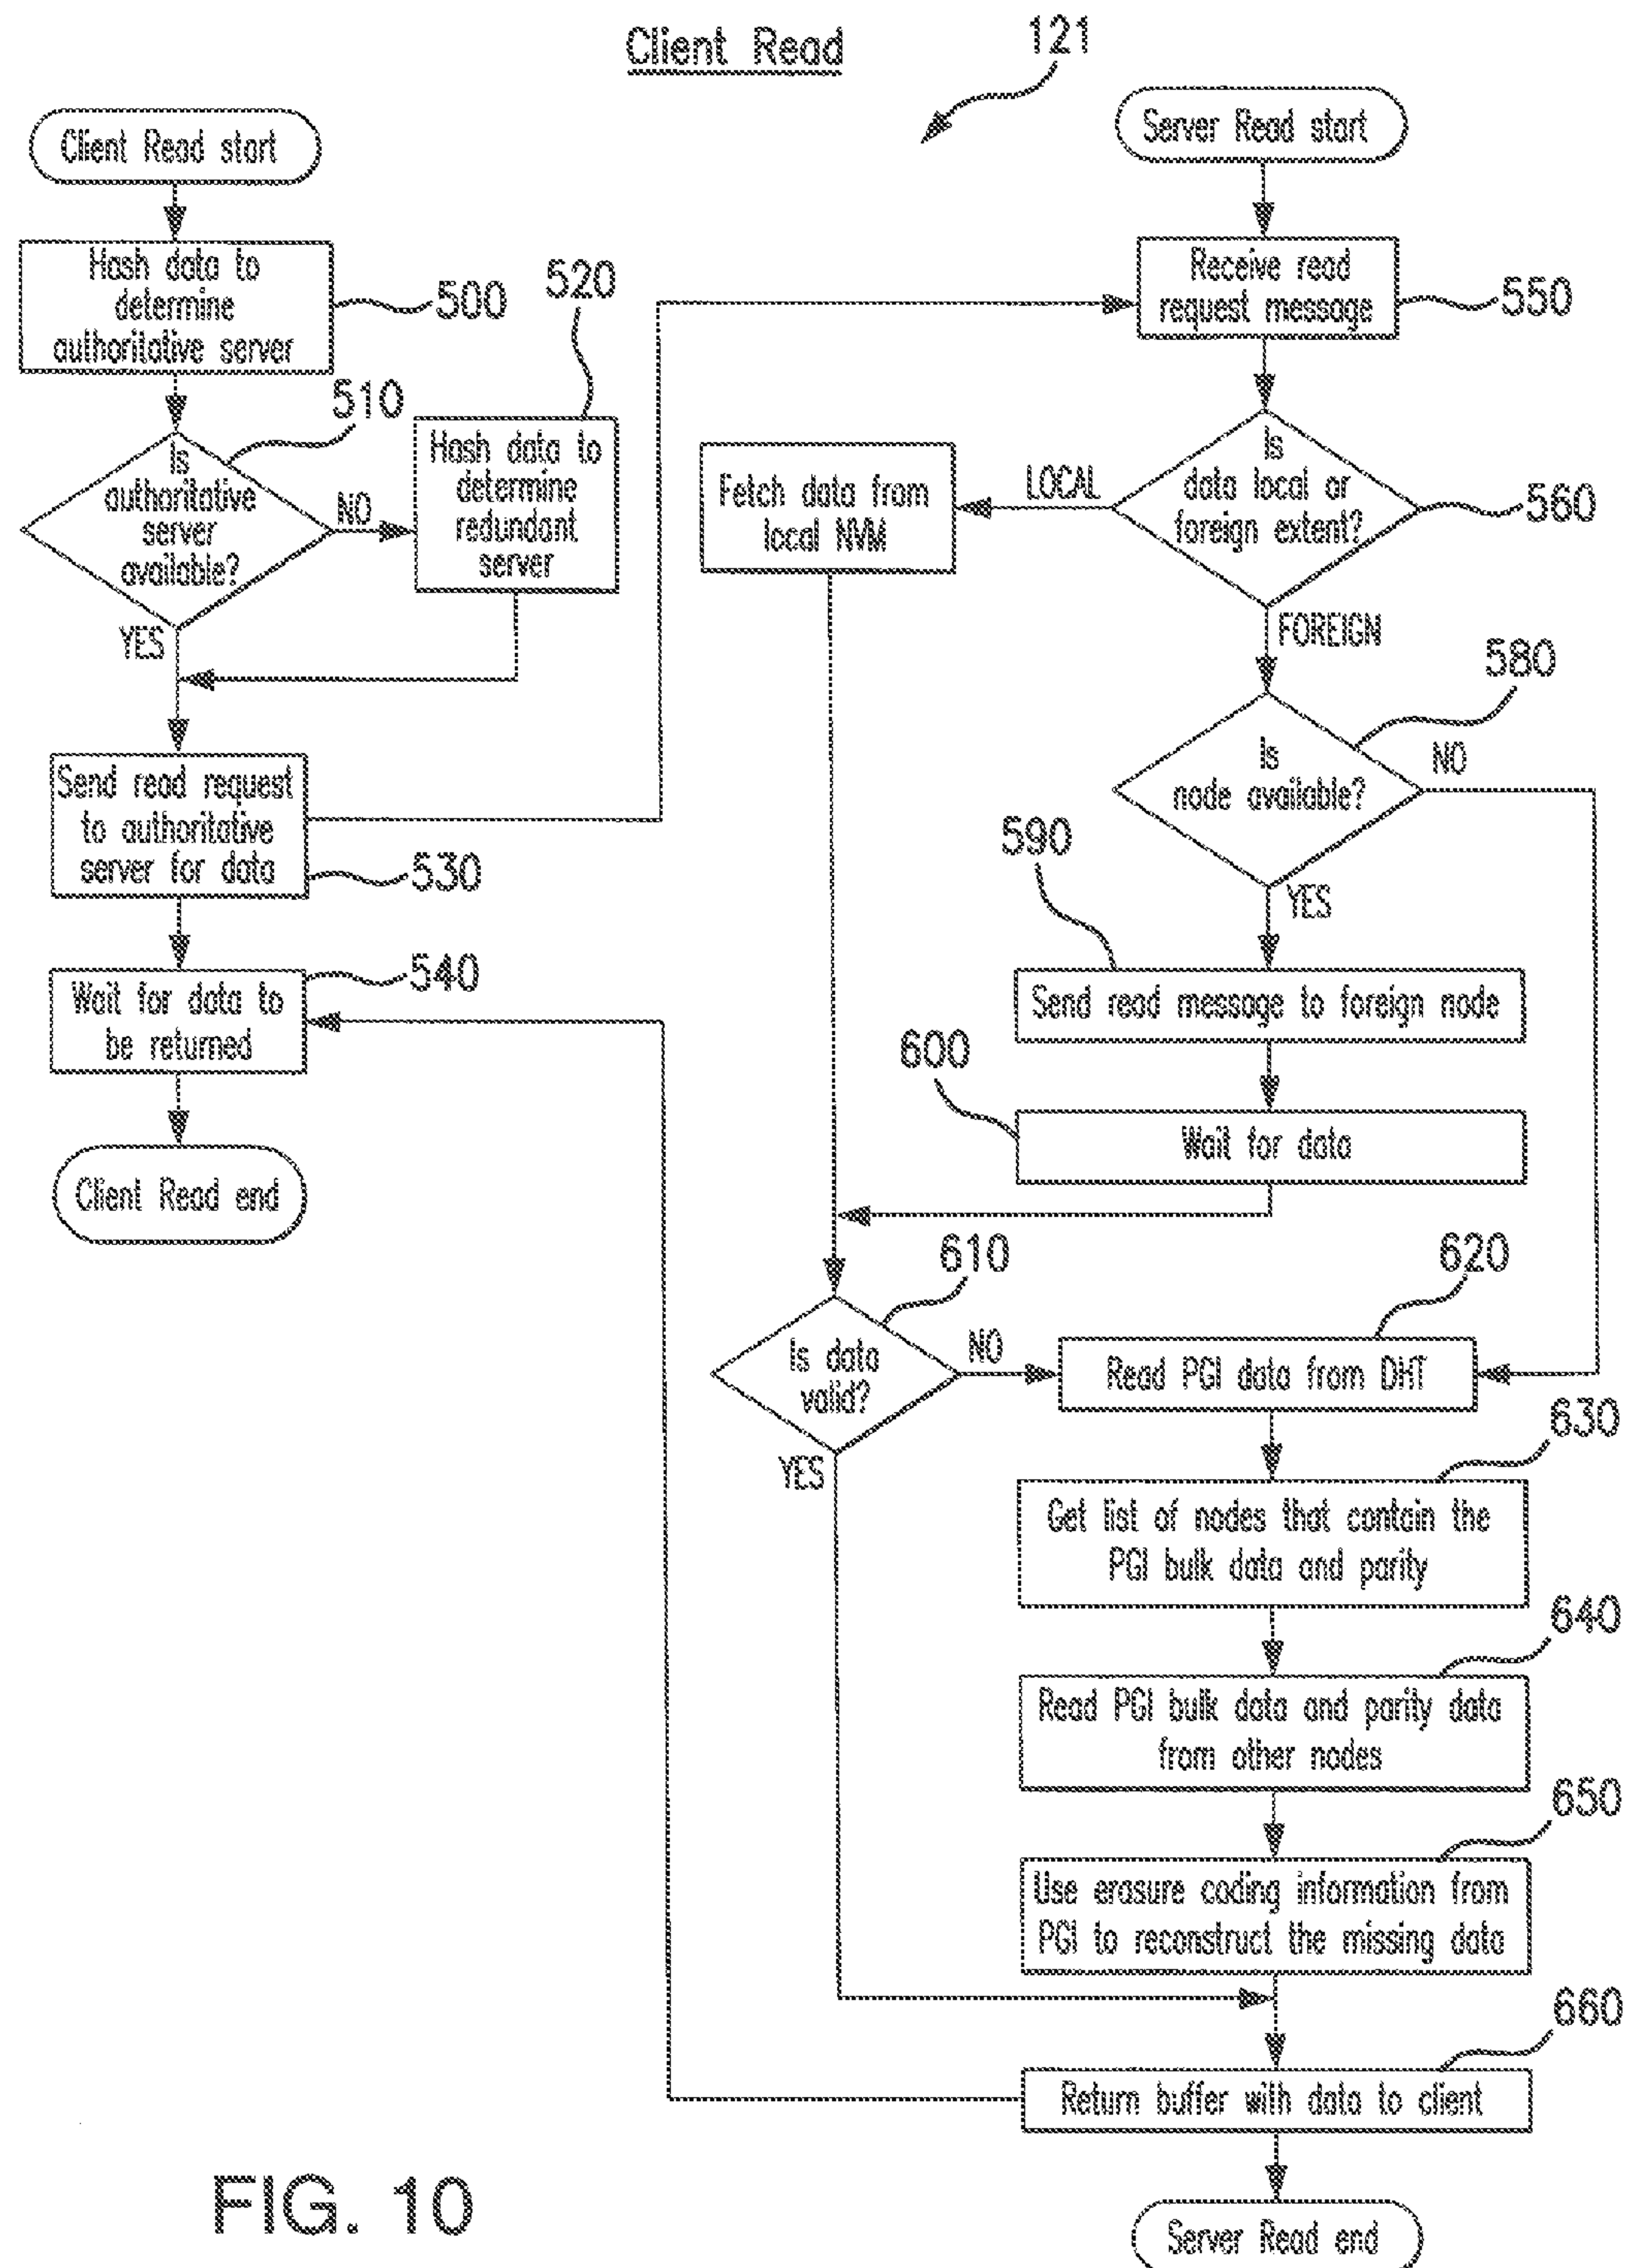 Client Read
121
Client Read start
Hash data to
determine
authoritative server
500
510
Is
authoritative
server
available?
NO
YES
520
Hash data to
determine
redundant
server
Send read request
to authoritative
server for data
530
Wait for data to
be returned
540
Client Read end
Server Read start
Receive read
request message
550
Is
data local or
foreign extent?
560
LOCAL
Fetch data from
local NVM
FOREIGN
580
Is
node available?
NO
YES
590
Send read message to foreign node
600
Wait for data
610
Is data
valid?
NO
YES
620
Read PGI data from DHT
630
Get list of nodes that contain the
PGI bulk data and parity
640
Read PGI bulk data and parity data
from other nodes
650
Use erasure coding information from
PGI to reconstruct the missing data
660
Return buffer with data to client
Server Read end
FIG. 10